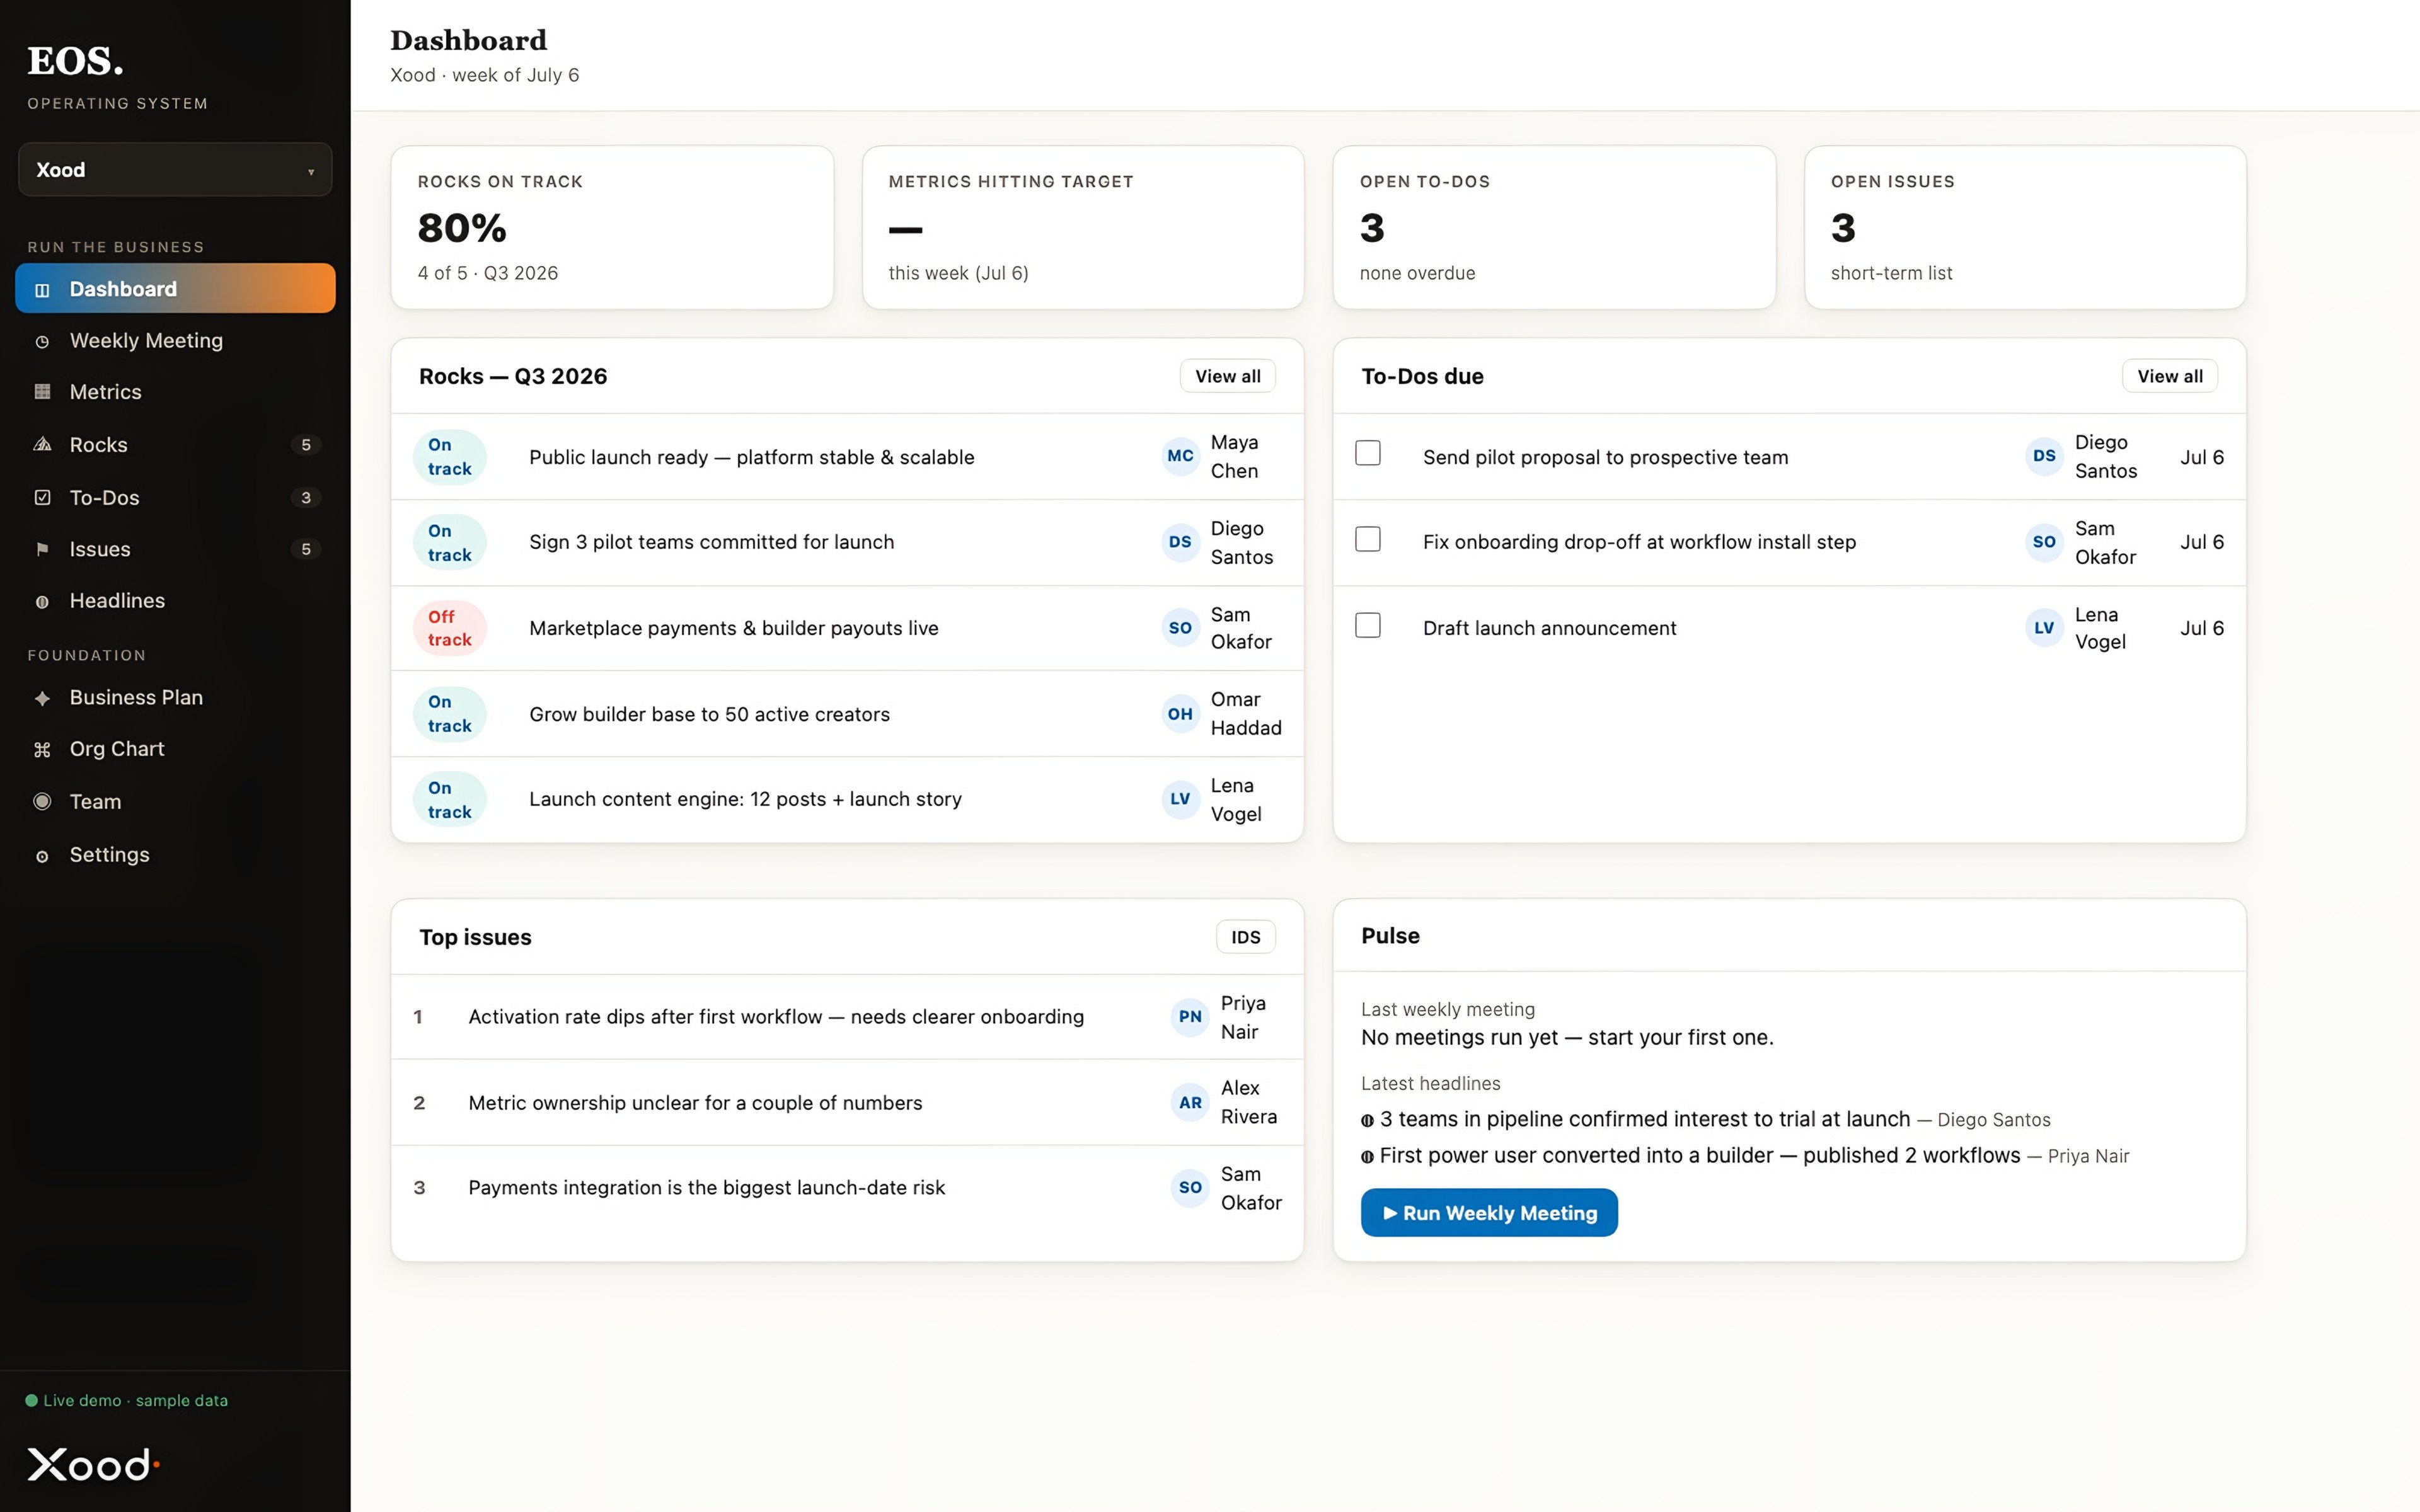 EOS.
OPERATING SYSTEM
Xood
RUN THE BUSINESS
Dashboard
Weekly Meeting
Metrics
Rocks 5
To-Dos 3
Issues 5
Headlines
FOUNDATION
Business Plan
Org Chart
Team
Settings
Live demo · sample data
Xood
Dashboard
Xood · week of July 6
ROCKS ON TRACK
80%
4 of 5 · Q3 2026
METRICS HITTING TARGET
—
this week (Jul 6)
OPEN TO-DOS
3
none overdue
OPEN ISSUES
3
short-term list
Rocks — Q3 2026 View all
On track Public launch ready — platform stable & scalable MC Maya Chen
On track Sign 3 pilot teams committed for launch DS Diego Santos
Off track Marketplace payments & builder payouts live SO Sam Okafor
On track Grow builder base to 50 active creators OH Omar Haddad
On track Launch content engine: 12 posts + launch story LV Lena Vogel
To-Dos due View all
Send pilot proposal to prospective team DS Diego Santos Jul 6
Fix onboarding drop-off at workflow install step SO Sam Okafor Jul 6
Draft launch announcement LV Lena Vogel Jul 6
Top issues IDS
1 Activation rate dips after first workflow — needs clearer onboarding PN Priya Nair
2 Metric ownership unclear for a couple of numbers AR Alex Rivera
3 Payments integration is the biggest launch-date risk SO Sam Okafor
Pulse
Last weekly meeting
No meetings run yet — start your first one.
Latest headlines
3 teams in pipeline confirmed interest to trial at launch — Diego Santos
First power user converted into a builder — published 2 workflows — Priya Nair
Run Weekly Meeting